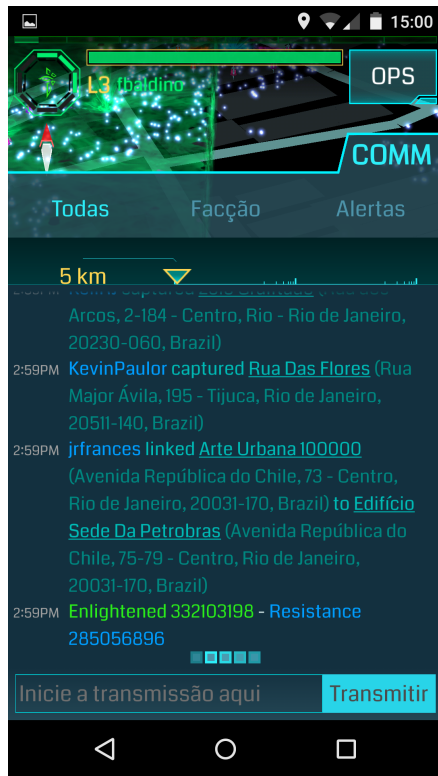 15:00
L3 fbaldino
OPS
COMM
Todas
Facção
Alertas
5 km
2:59PM
captured
Arcos, 2-184 - Centro, Rio - Rio de Janeiro,
20230-060, Brazil)
2:59PM KevinPaulor captured Rua Das Flores (Rua
Major Ávila, 195 - Tijuca, Rio de Janeiro,
20511-140, Brazil)
2:59PM jrfrances linked Arte Urbana 100000
(Avenida República do Chile, 73 - Centro,
Rio de Janeiro, 20031-170, Brazil) to Edifício
Sede Da Petrobras (Avenida República do
Chile, 75-79 - Centro, Rio de Janeiro,
20031-170, Brazil)
2:59PM Enlightened 332103198 - Resistance
285056896
Inicie a transmissão aqui
Transmitir